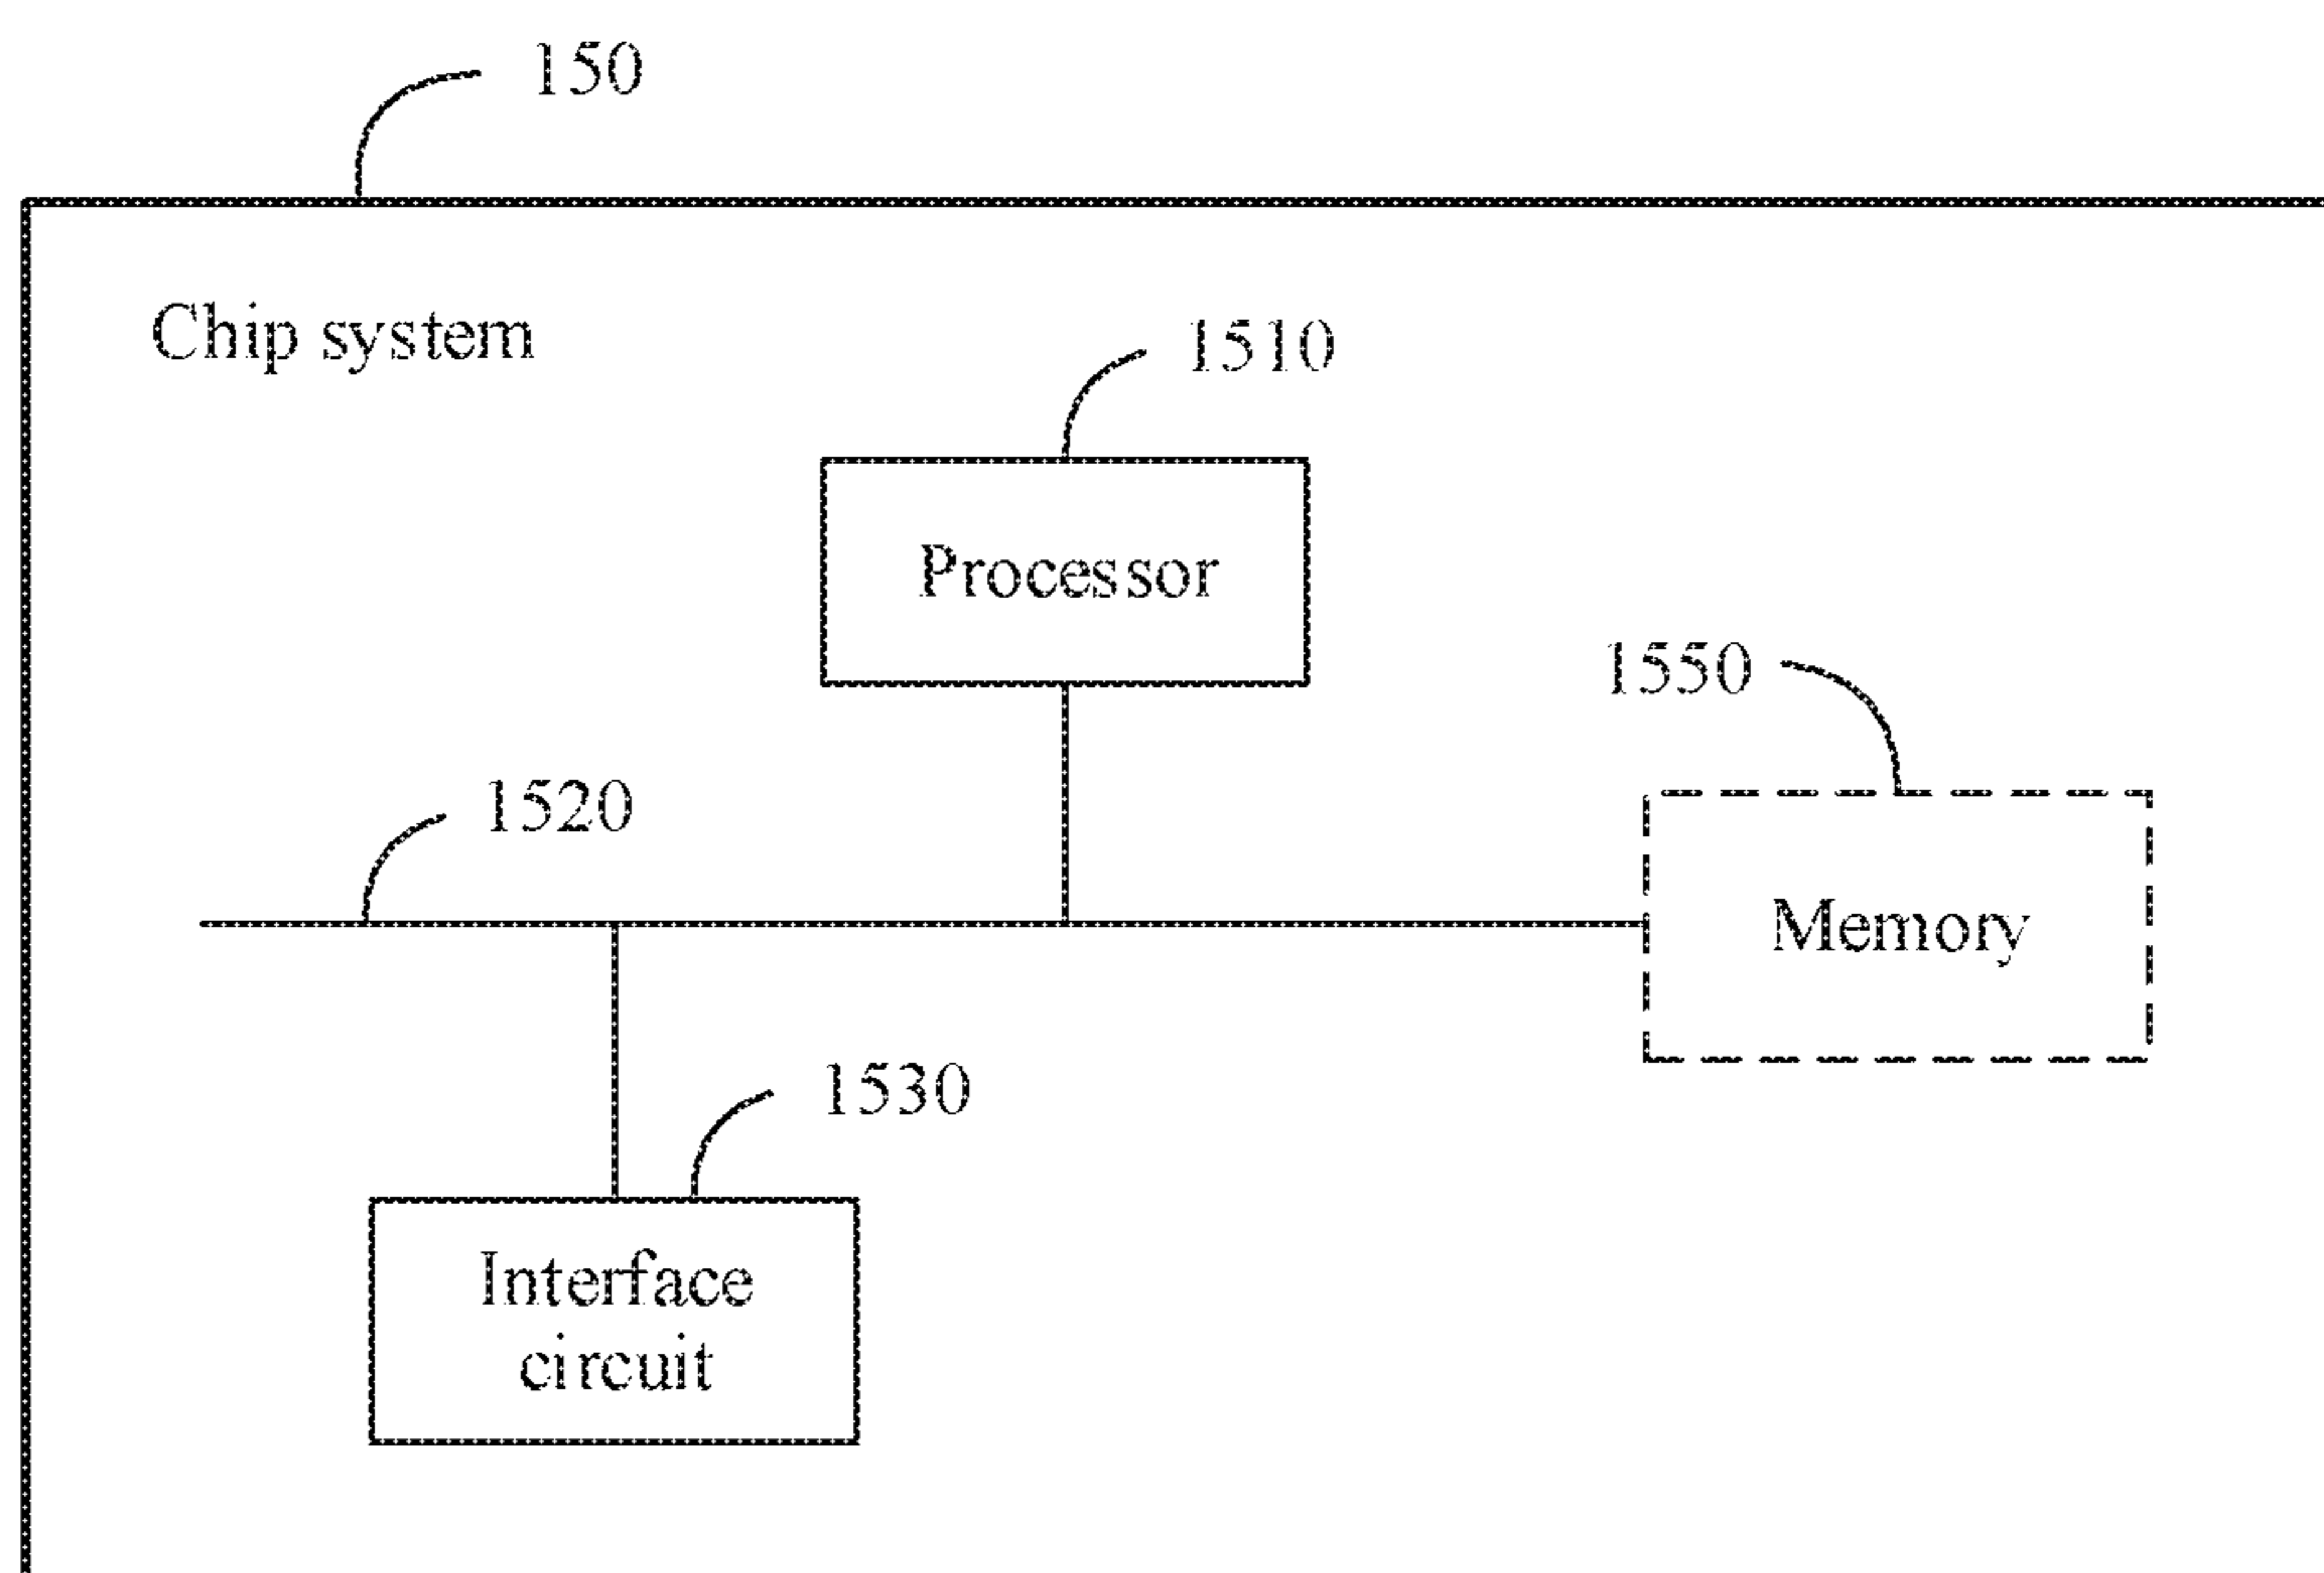 150
Chip system
1510
Processor
1550
1520
Memory
1530
Interface
circuit